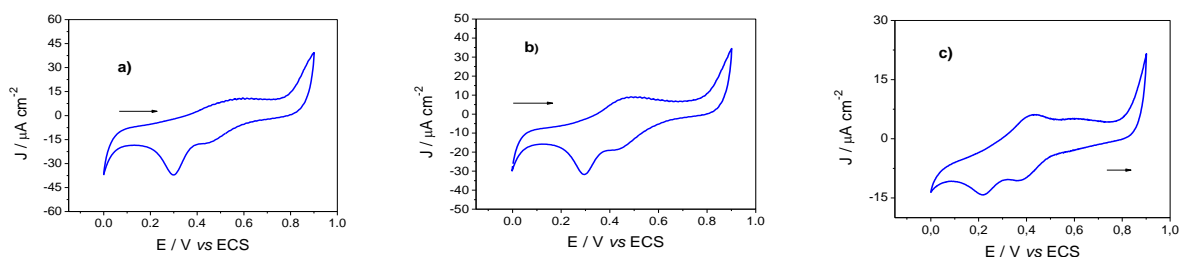 60
45
30
15
0
-15
-30
-45
-60
a)
J / µA cm-2
0.0 0.2 0.4 0.6 0.8 1.0
E / V vs ECS
50
40
30
20
10
0
-10
-20
-30
-40
-50
b)
J / µA cm-2
0.0 0.2 0.4 0.6 0.8 1.0
E / V vs ECS
30
15
0
-15
c)
J / µA cm-2
0,0 0,2 0,4 0,6 0,8 1,0
E / V vs ECS